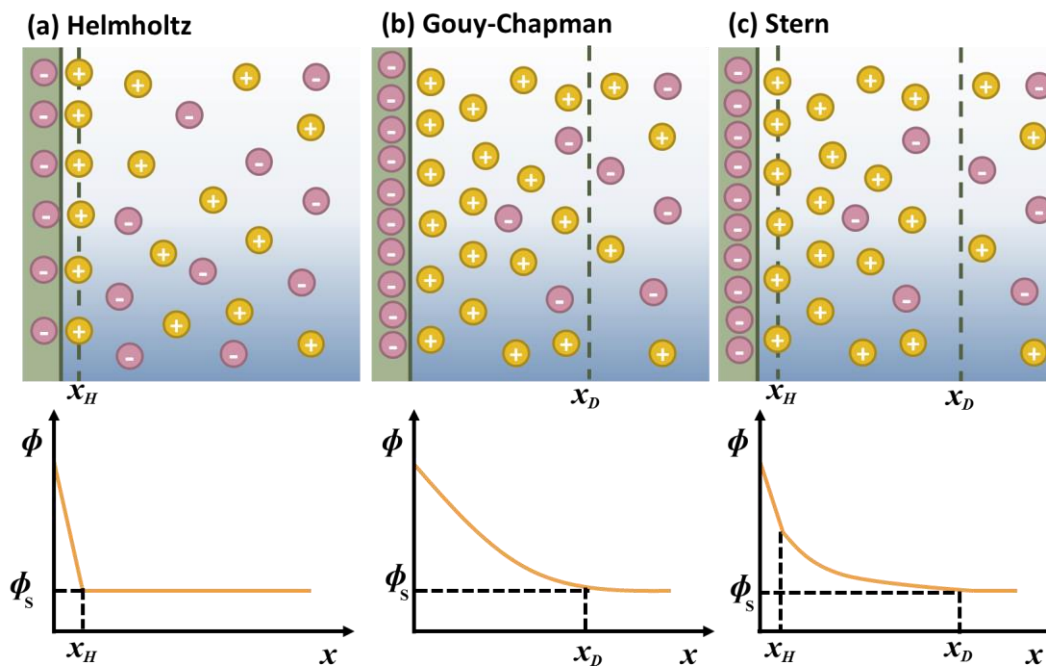 (a) Helmholtz
(b) Gouy-Chapman
(c) Stern
x_H
x_D
x_H
x_D
ϕ
ϕ_s
x_H
x
ϕ
ϕ_s
x_D
x
ϕ
ϕ_s
x_H
x_D
x